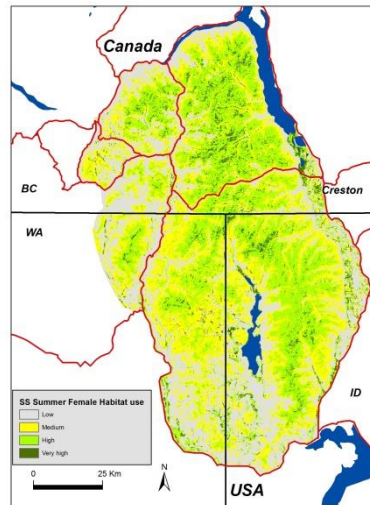 Canada
BC
Creston
WA
ID
SS Summer Female Habitat use
Low
Medium
High
Very high
0 25 Km
N
USA